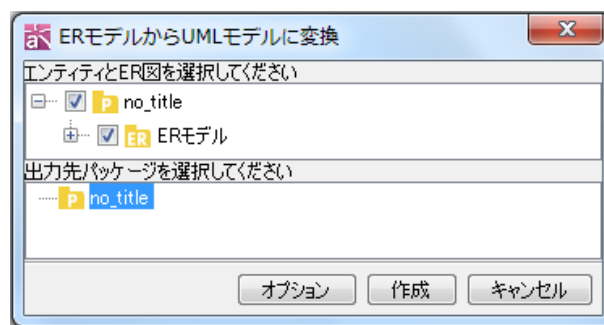 ERモデルからUMLモデルに変換
エンティティとER図を選択してください
no_title
ERモデル
出力先パッケージを選択してください
no_title
オプション 作成 キャンセル